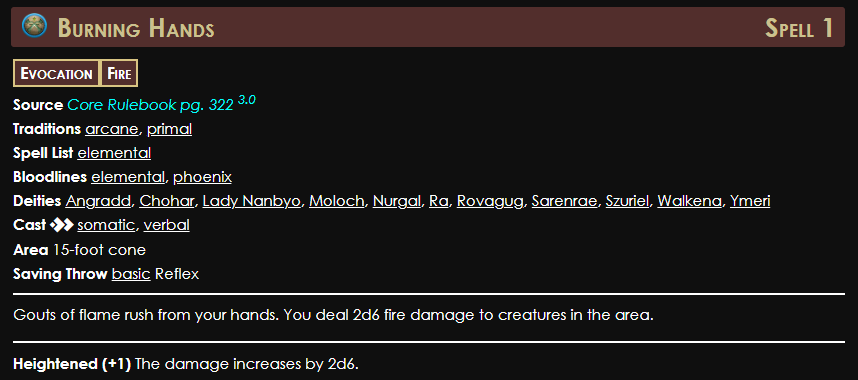 Burning Hands Spell 1
Evocation Fire
Source Core Rulebook pg. 322 3.0
Traditions arcane, primal
Spell List elemental
Bloodlines elemental, phoenix
Deities Angradd, Chohar, Lady Nanbyo, Moloch, Nurgal, Ra, Rovagug, Sarenrae, Szuriel, Walkena, Ymeri
Cast somatic, verbal
Area 15-foot cone
Saving Throw basic Reflex
Gouts of flame rush from your hands. You deal 2d6 fire damage to creatures in the area.
Heightened (+1) The damage increases by 2d6.